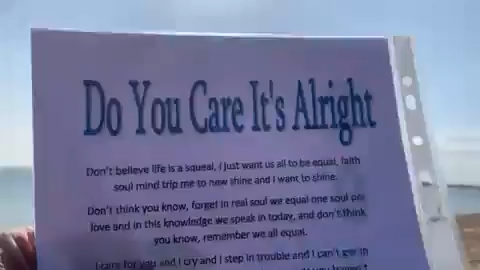 Do You Care It's Alright
Don't believe life is a squeal, I just want us all to be equal, faith
soul mind trip me to new shine and I want to shine.
Don't think you know, forget in real soul we equal one soul
love and in this knowledge we speak in today, and don't think
you know, remember we all equal.
I care for you and I cry and I step in trouble and I can't